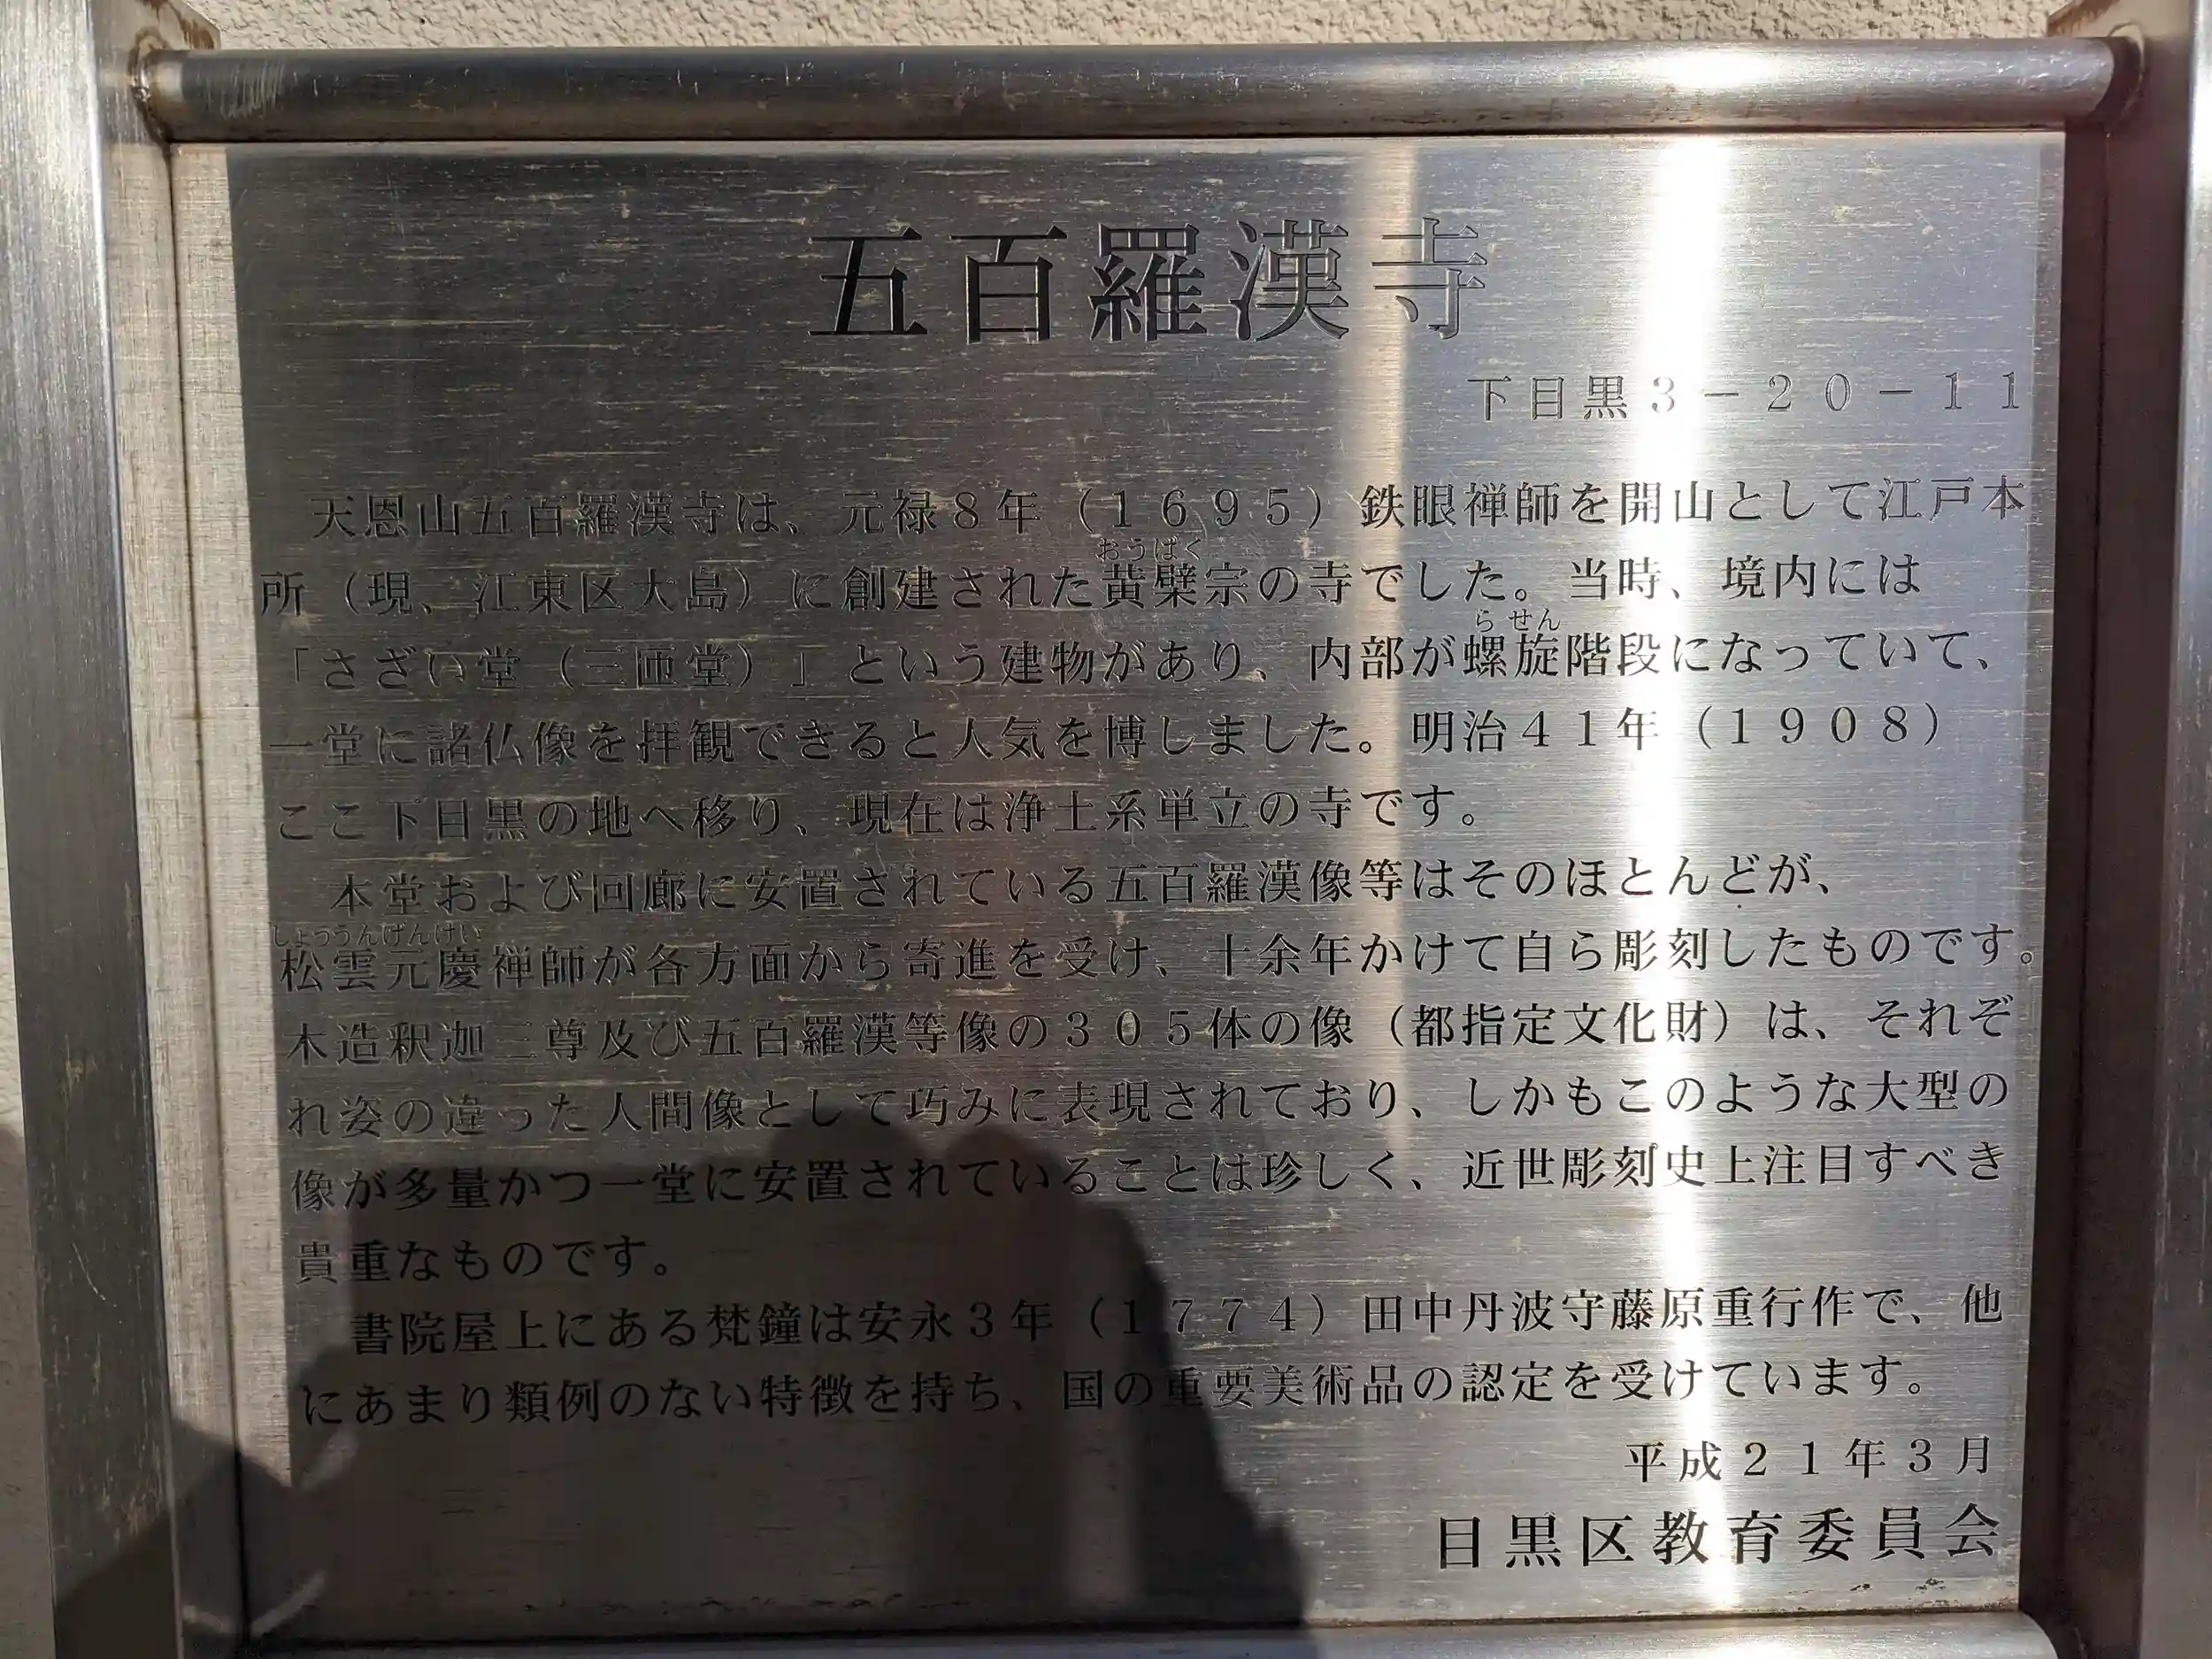 五百羅漢寺
下目黒3-20-11
天恩山五百羅漢寺は、元禄8年(1695)鉄眼禅師を開山として江戸本
所(現、江東区大島)に創建された黄檗宗の寺でした。当時、境内には
「さざい堂(三匝堂)」という建物があり、内部が螺旋階段になっていて、
一堂に諸仏像を拝観できると人気を博しました。明治41年(1908)
ここ下目黒の地へ移り、現在は浄土系単立の寺です。
本堂および回廊に安置されている五百羅漢像等はそのほとんどが、
松雲元慶禅師が各方面から寄進を受け、十余年かけて自ら彫刻したものです。
木造釈迦三尊及び五百羅漢等像の305体の像(都指定文化財)は、それぞ
れ姿の違った人間像として巧みに表現されており、しかもこのような大型の
像が多量かつ一堂に安置されていることは珍しく、近世彫刻史上注目すべき
貴重なものです。
書院屋上にある梵鐘は安永3年(1774)田中丹波守藤原重行作で、他
にあまり類例のない特徴を持ち、国の重要美術品の認定を受けています。
平成21年3月
目黒区教育委員会